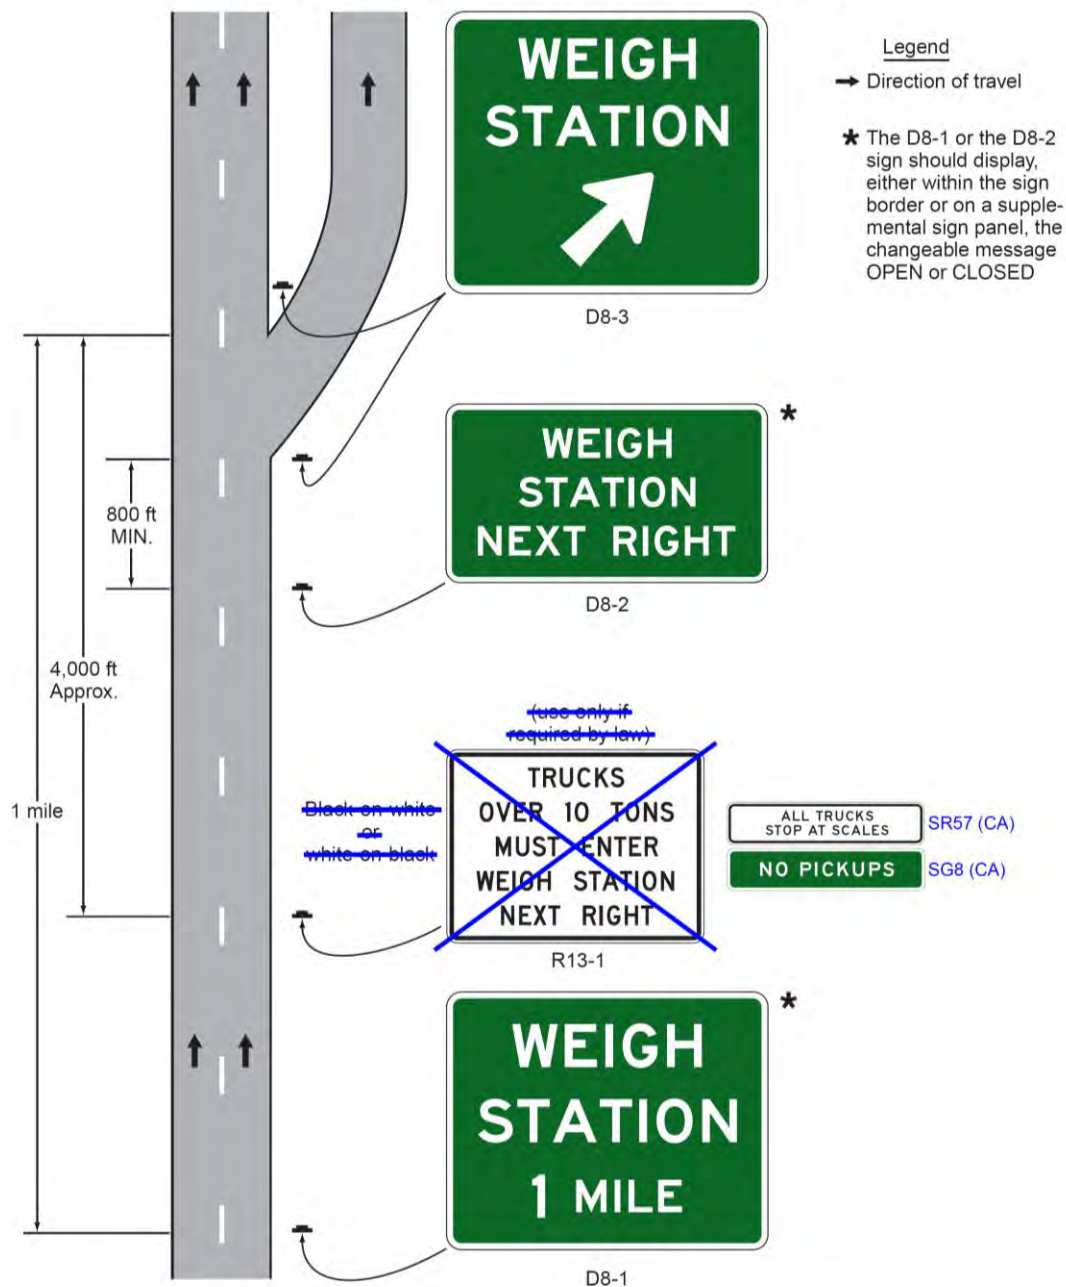 WEIGH
STATION
D8-3
Legend
Direction of travel
* The D8-1 or the D8-2
sign should display,
either within the sign
border or on a supple-
mental sign panel, the
changeable message
OPEN or CLOSED
*
WEIGH
STATION
NEXT RIGHT
D8-2
800 ft
MIN.
4,000 ft
Approx.
1 mile
(use only if
required by law)
Black on white
or
white on black
TRUCKS
OVER 10 TONS
MUST ENTER
WEIGH STATION
NEXT RIGHT
R13-1
ALL TRUCKS
STOP AT SCALES
SR57 (CA)
NO PICKUPS
SG8 (CA)
*
WEIGH
STATION
1 MILE
D8-1